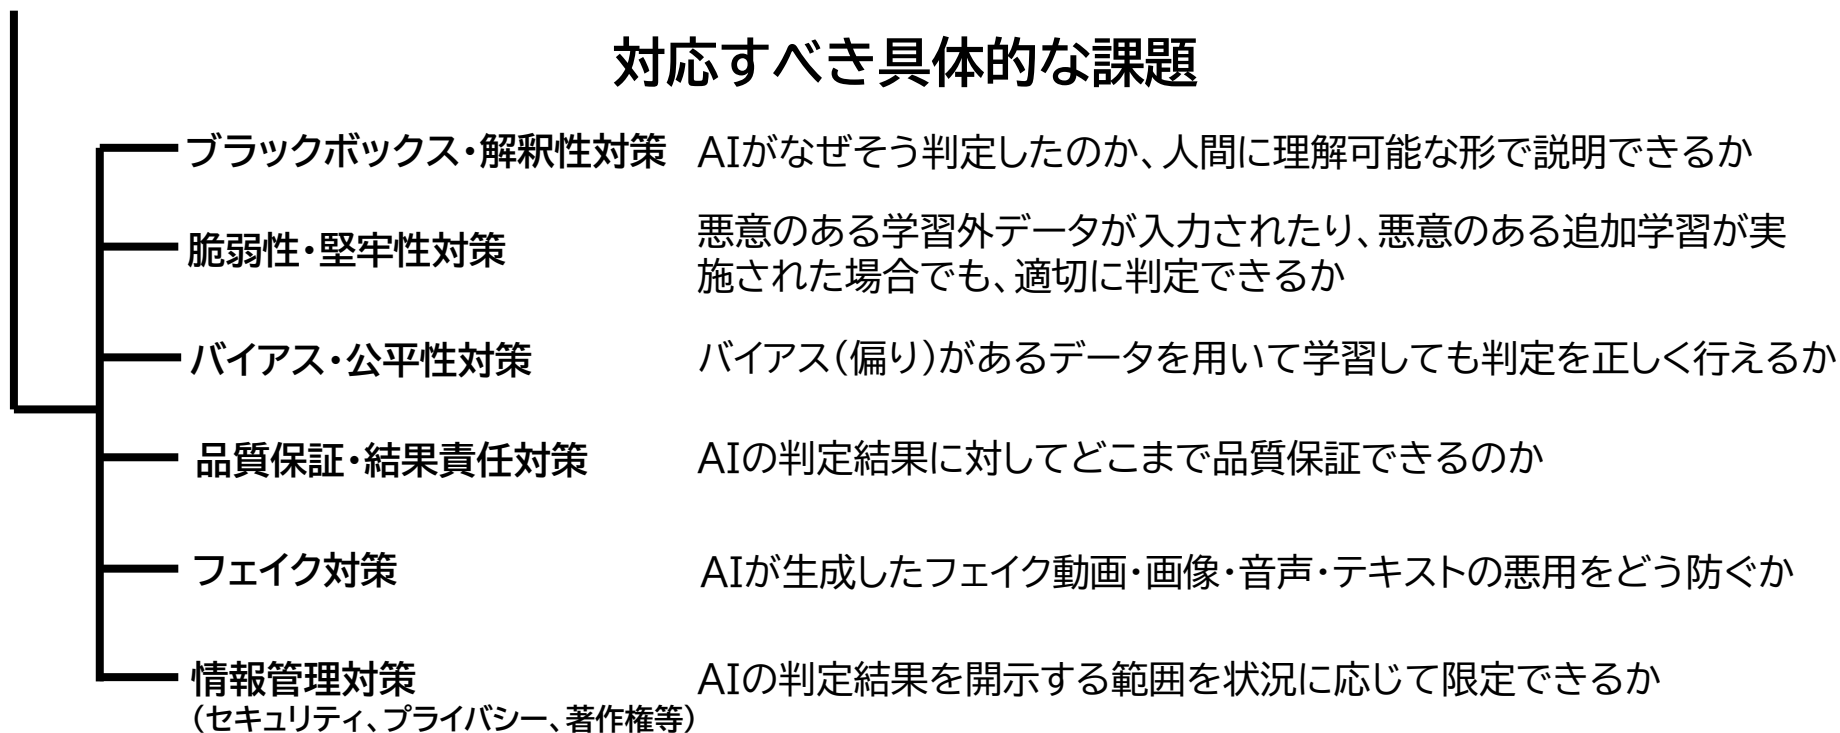 対応すべき具体的な課題
ブラックボックス・解釈性対策 AIがなぜそう判定したのか、人間に理解可能な形で説明できるか
脆弱性・堅牢性対策 悪意のある学習外データが入力されたり、悪意のある追加学習が実
施された場合でも、適切に判定できるか
バイアス・公平性対策 バイアス(偏り)があるデータを用いて学習しても判定を正しく行えるか
品質保証・結果責任対策 AIの判定結果に対してどこまで品質保証できるのか
フェイク対策 AIが生成したフェイク動画・画像・音声・テキストの悪用をどう防ぐか
情報管理対策 AIの判定結果を開示する範囲を状況に応じて限定できるか
(セキュリティ、プライバシー、著作権等)